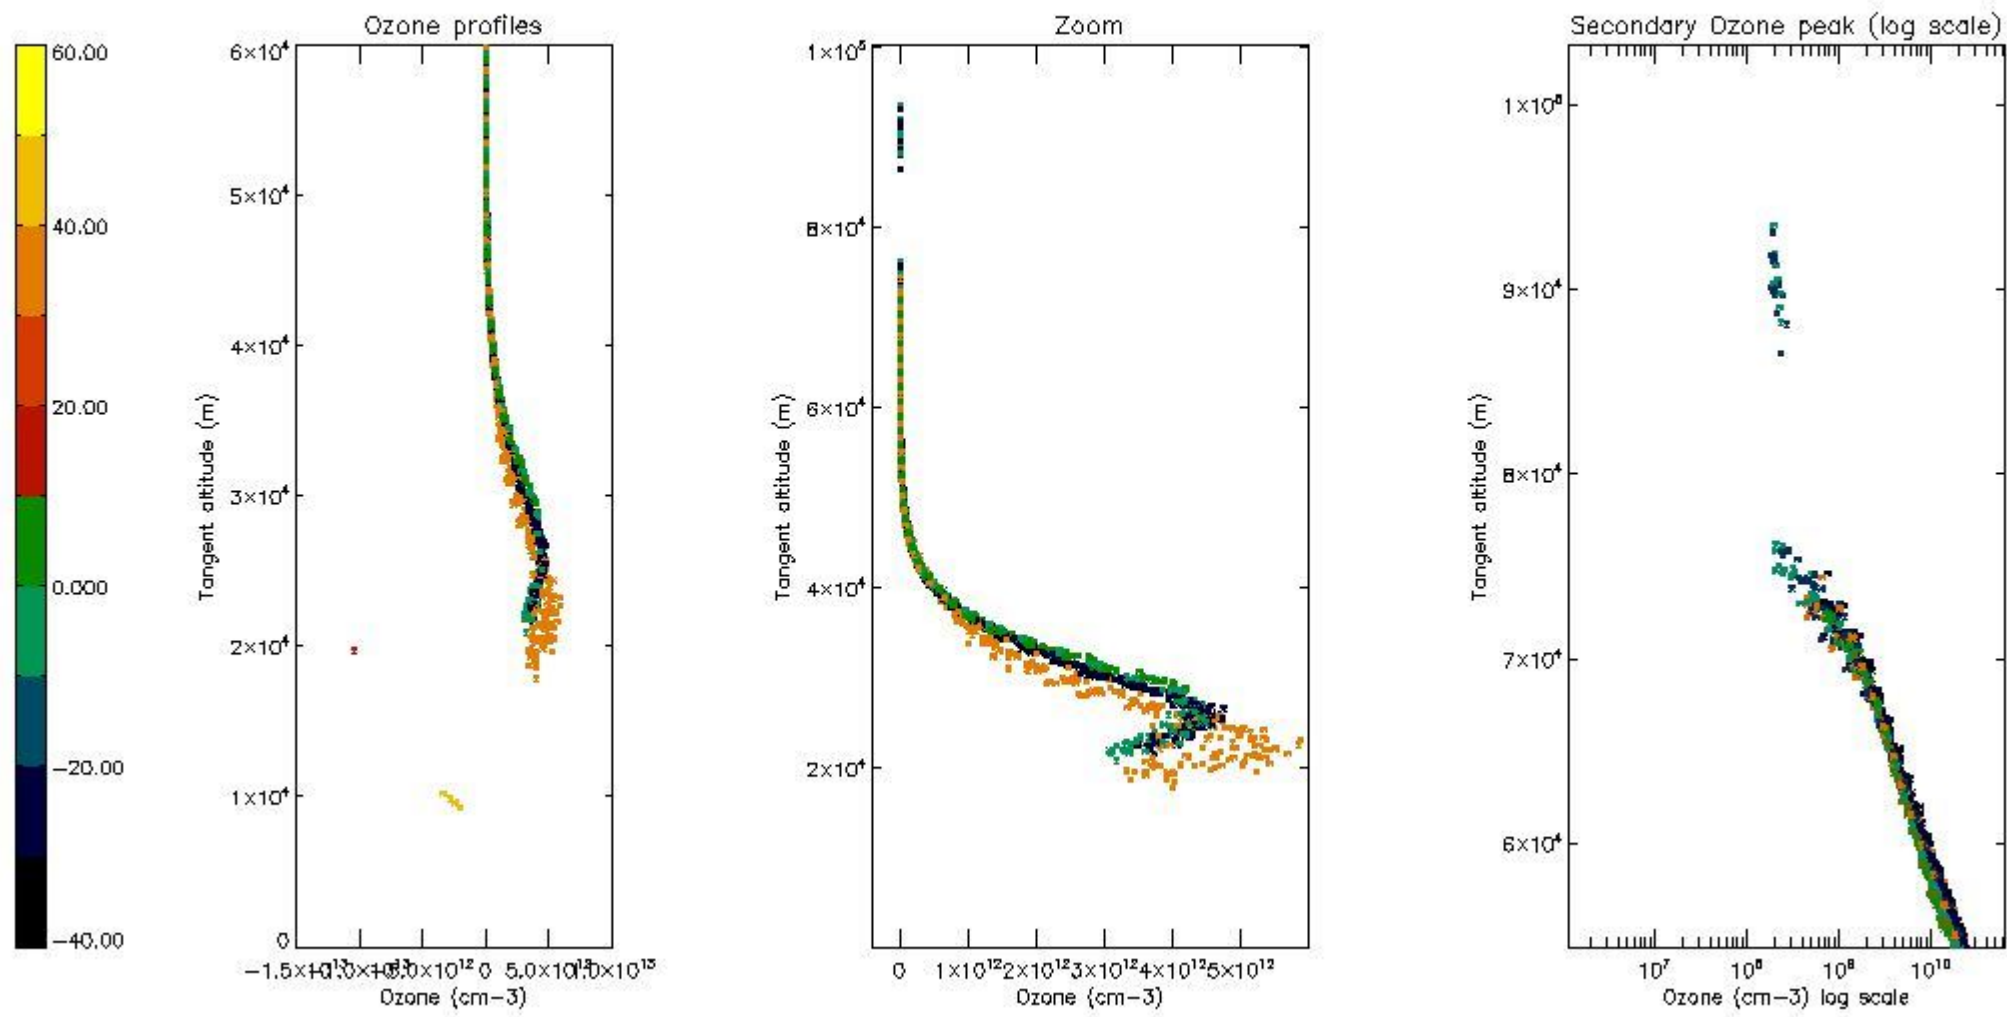 Ozone profiles
Zoom
Secondary Ozone peak (log scale)
60.00
40.00
20.00
0.000
−20.00
−40.00
6×10⁴
5×10⁴
4×10⁴
3×10⁴
2×10⁴
1×10⁴
0
Tangent altitude (m)
0
Ozone (cm−3)
1×10⁵
8×10⁴
6×10⁴
4×10⁴
2×10⁴
Tangent altitude (m)
0 1×10¹² 2×10¹² 3×10¹² 4×10¹² 5×10¹²
Ozone (cm−3)
9×10⁴
8×10⁴
7×10⁴
6×10⁴
Tangent altitude (m)
10⁷ 10⁸ 10⁹ 10¹⁰
Ozone (cm−3) log scale